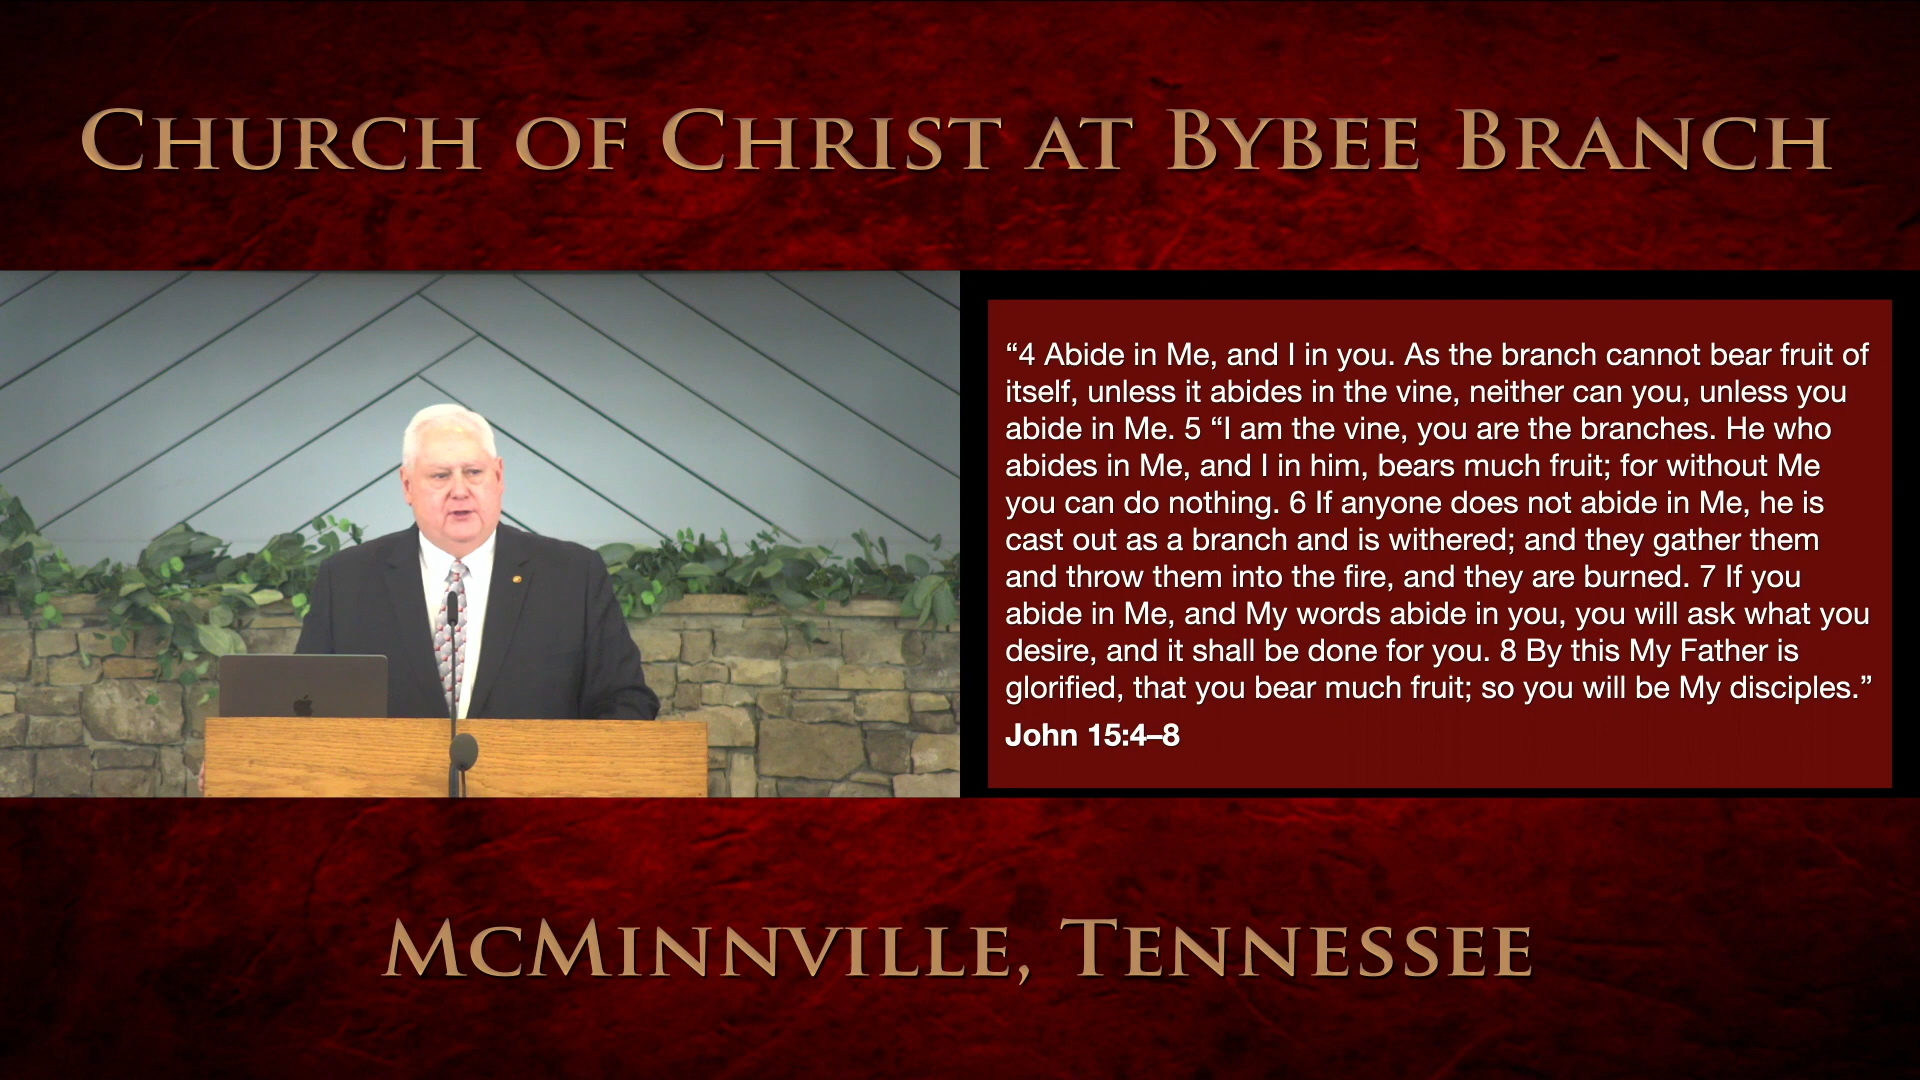 Church of Christ at Bybee Branch
“4 Abide in Me, and I in you. As the branch cannot bear fruit of
itself, unless it abides in the vine, neither can you, unless you
abide in Me. 5 “I am the vine, you are the branches. He who
abides in Me, and I in him, bears much fruit; for without Me
you can do nothing. 6 If anyone does not abide in Me, he is
cast out as a branch and is withered; and they gather them
and throw them into the fire, and they are burned. 7 If you
abide in Me, and My words abide in you, you will ask what you
desire, and it shall be done for you. 8 By this My Father is
glorified, that you bear much fruit; so you will be My disciples.”
John 15:4–8
McMinnville, Tennessee